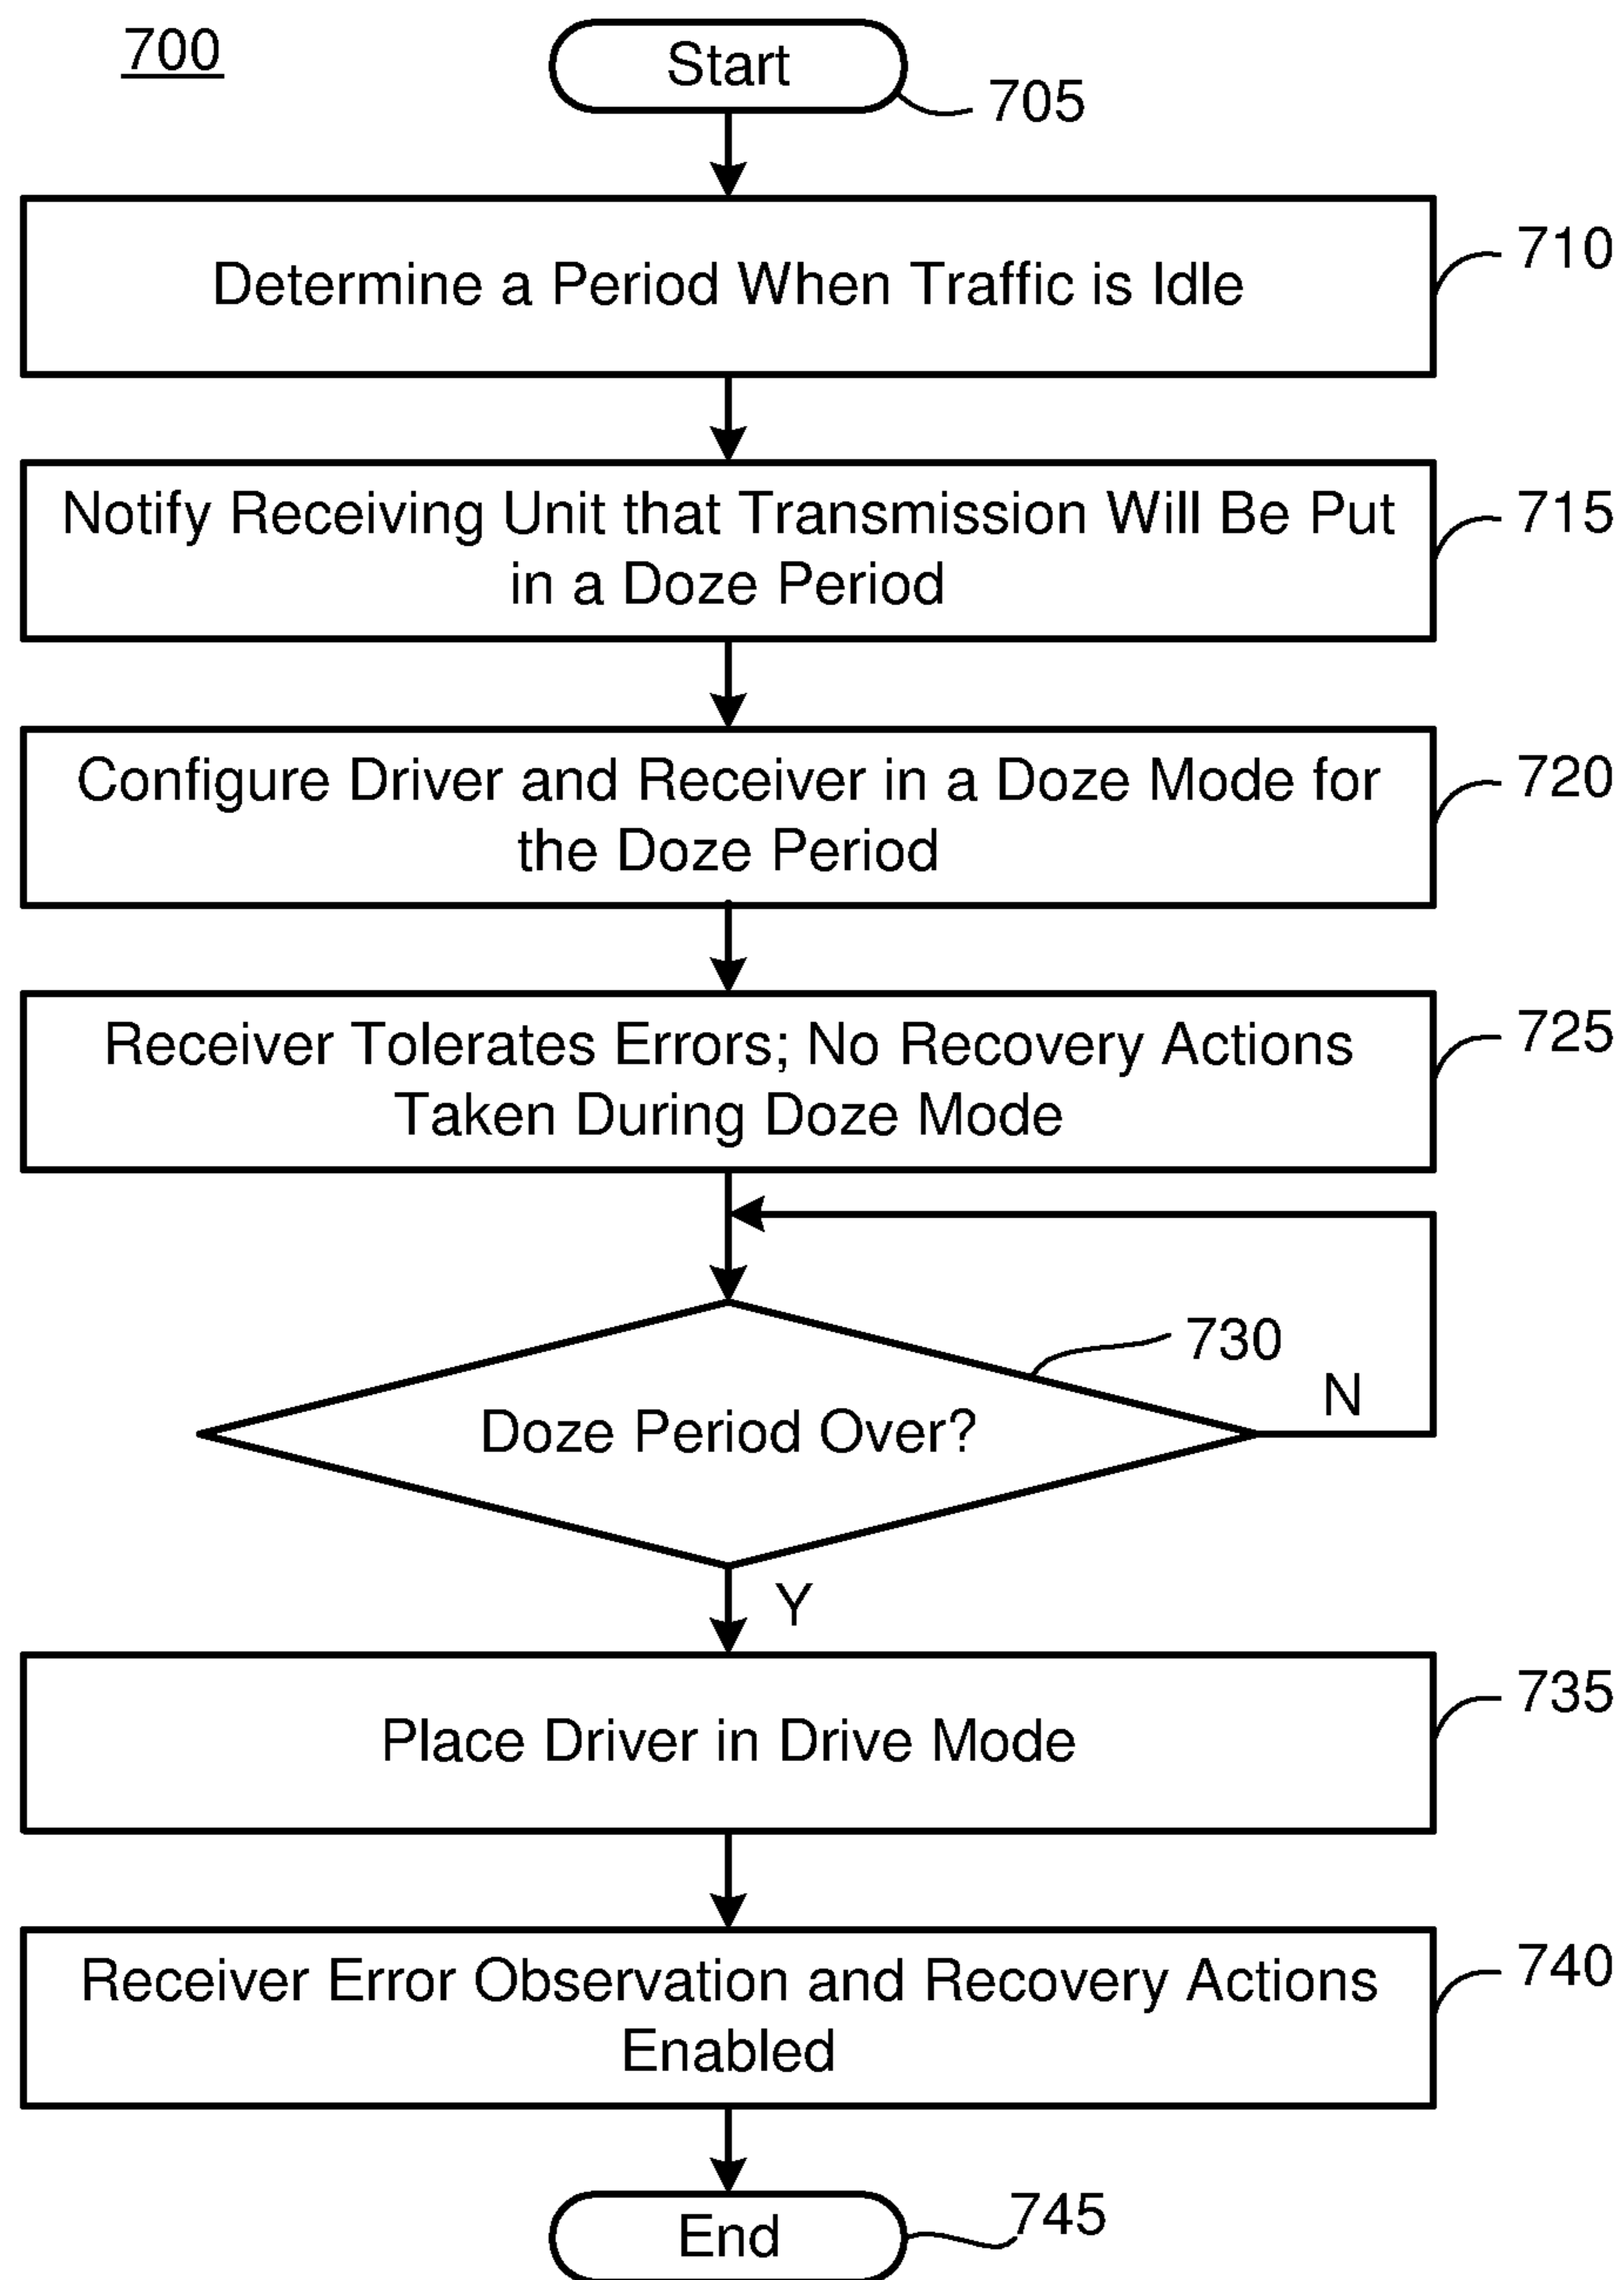 700
Start
705
Determine a Period When Traffic is Idle
710
Notify Receiving Unit that Transmission Will Be Put
in a Doze Period
715
Configure Driver and Receiver in a Doze Mode for
the Doze Period
720
Receiver Tolerates Errors; No Recovery Actions
Taken During Doze Mode
725
730
N
Doze Period Over?
Y
Place Driver in Drive Mode
735
Receiver Error Observation and Recovery Actions
Enabled
740
End
745